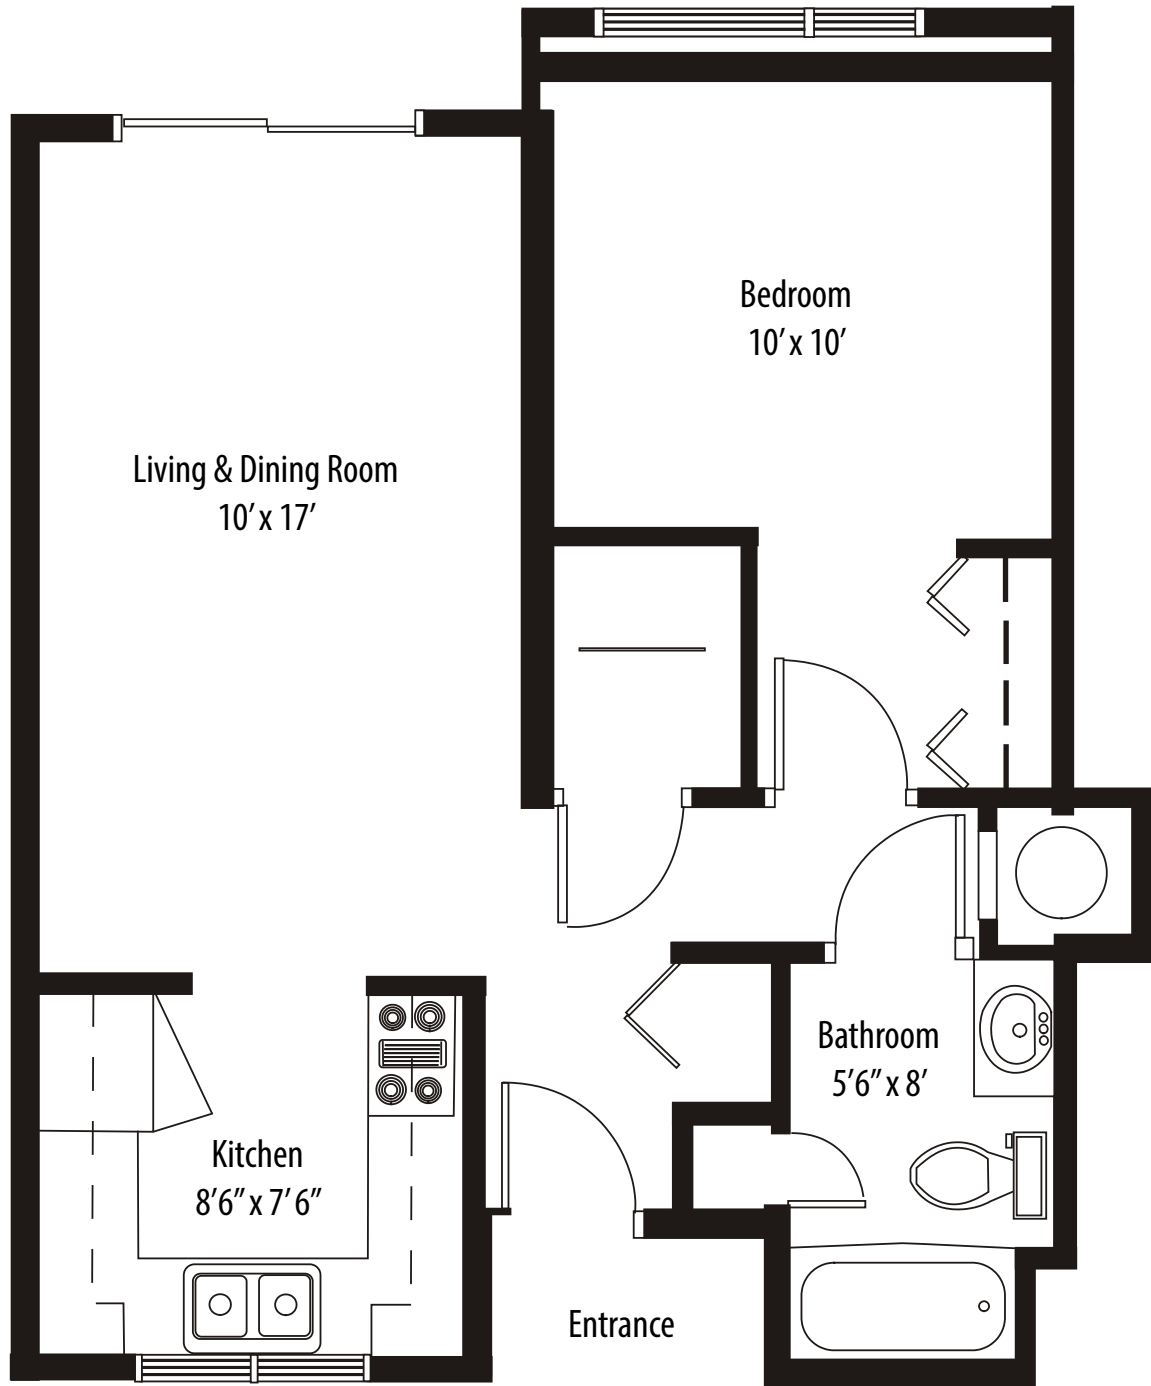 Bedroom
10’ x 10’
Living & Dining Room
10’ x 17’
Bathroom
5’6” x 8’
Kitchen
8’6” x 7’ 6”
Entrance